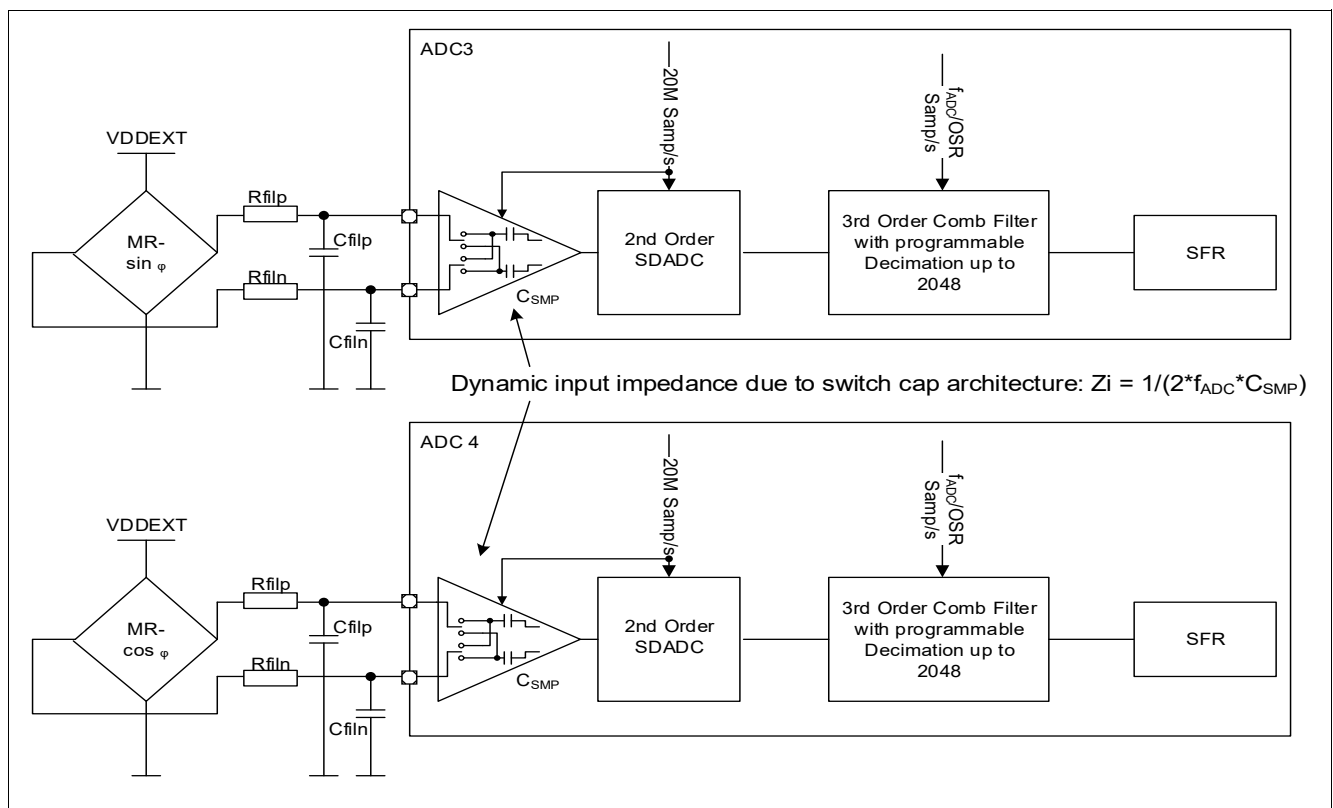 ADC3
VDDEXT
MR-
sin φ
Rfilp
Cfilp
Rfiln
Cfiln
CSMP
20M Samp/s
2nd Order
SDADC
fADC/OSR
Samp/s
3rd Order Comb Filter
with programmable
Decimation up to
2048
SFR
Dynamic input impedance due to switch cap architecture: Zi = 1/(2*fADC*CSMP)
ADC 4
VDDEXT
MR-
cos φ
Rfilp
Cfilp
Rfiln
Cfiln
CSMP
20M Samp/s
2nd Order
SDADC
fADC/OSR
Samp/s
3rd Order Comb Filter
with programmable
Decimation up to
2048
SFR